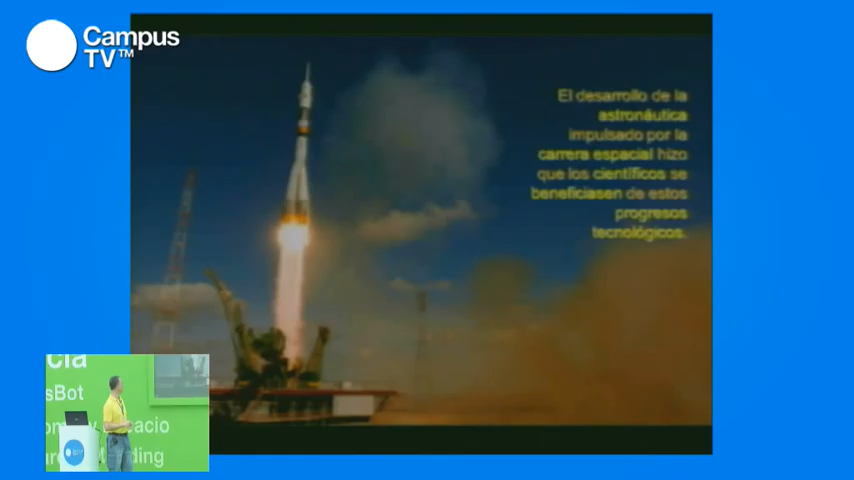 Campus
TV™
El desarrollo de la
astronáutica
impulsado por la
carrera espacial hizo
que los científicos se
beneficiasen de estos
progresos
tecnológicos.
cia
sBot
ding